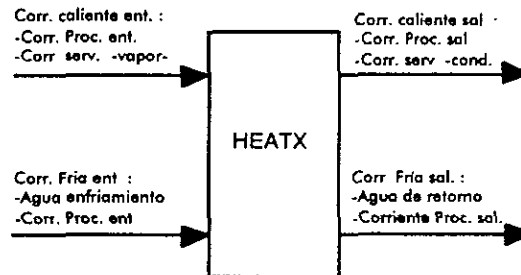 Corr. caliente ent. :
-Corr. Proc. ent.
-Corr serv. -vapor-
Corr. caliente sal
-Corr. Proc. sal
-Corr. serv -cond.
HEATX
Corr. Fria ent :
-Agua enfriamiento
-Corr. Proc. ent
Corr Fría sal. :
-Agua de retorno
-Corriente Proc. sal.